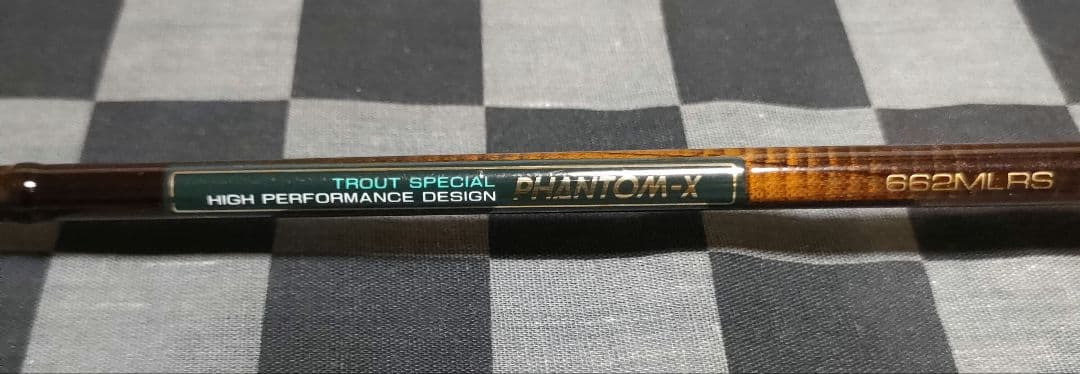 TROUT SPECIAL
HIGH PERFORMANCE DESIGN
PHANTOM-X
662MLRS